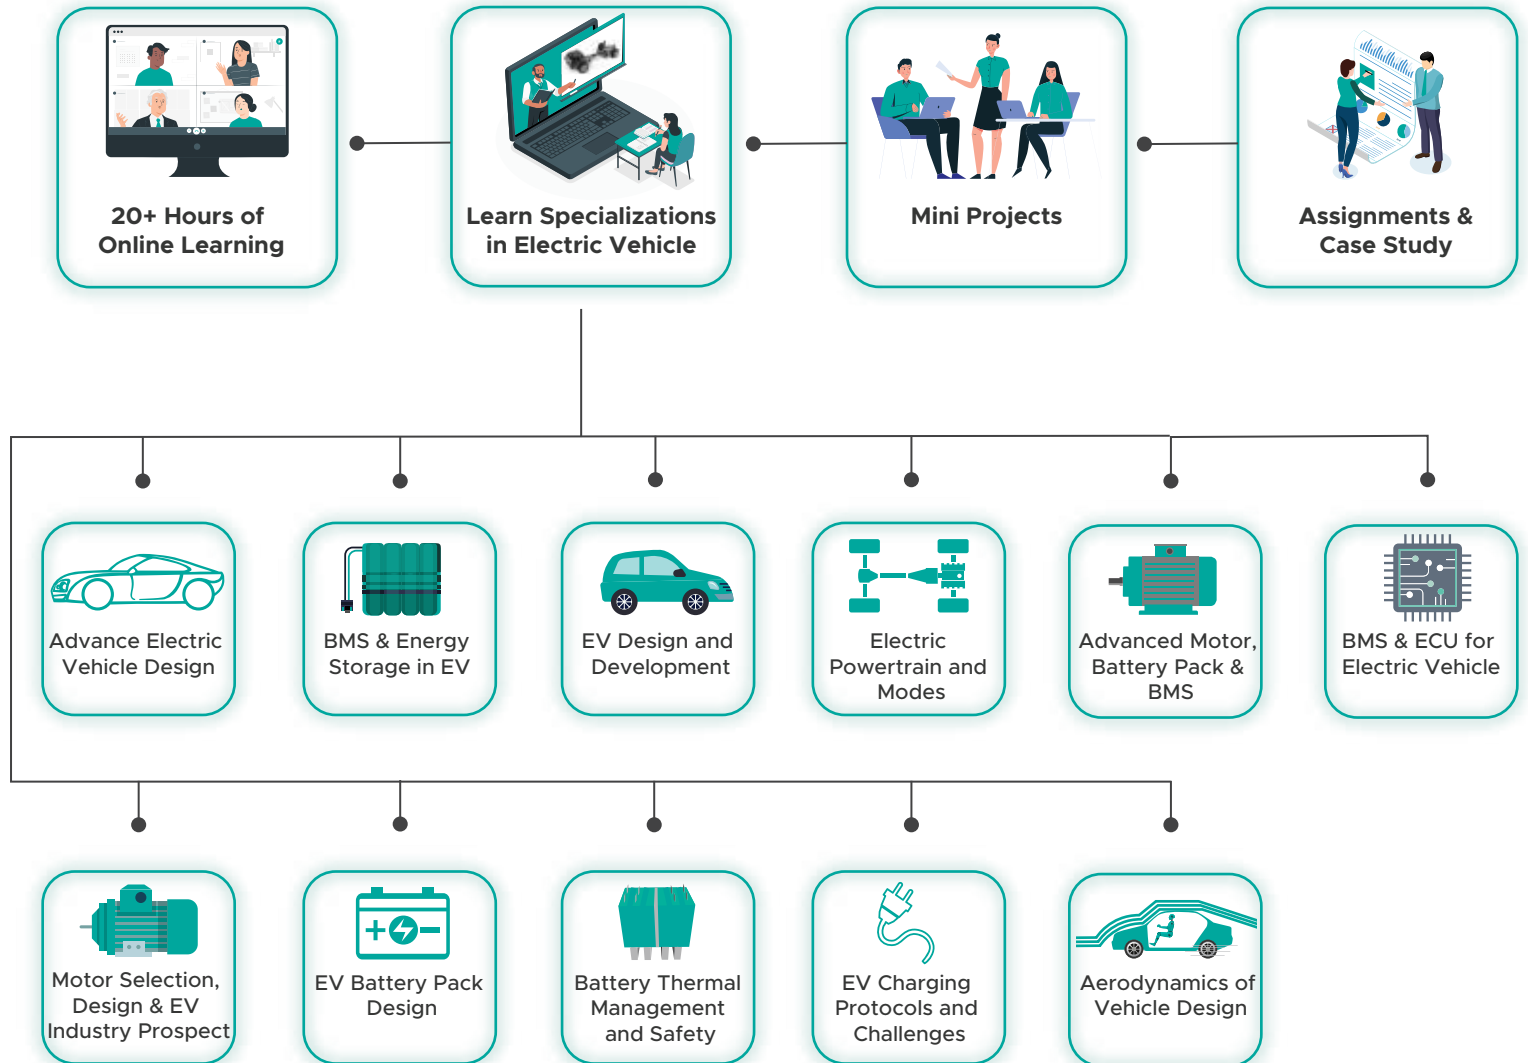 20+ Hours of
Online Learning
Learn Specializations
in Electric Vehicle
Mini Projects
Assignments &
Case Study
Advance Electric
Vehicle Design
BMS & Energy
Storage in EV
EV Design and
Development
Electric
Powertrain and
Modes
Advanced Motor,
Battery Pack &
BMS
BMS & ECU for
Electric Vehicle
Motor Selection,
Design & EV
Industry Prospect
EV Battery Pack
Design
Battery Thermal
Management
and Safety
EV Charging
Protocols and
Challenges
Aerodynamics of
Vehicle Design